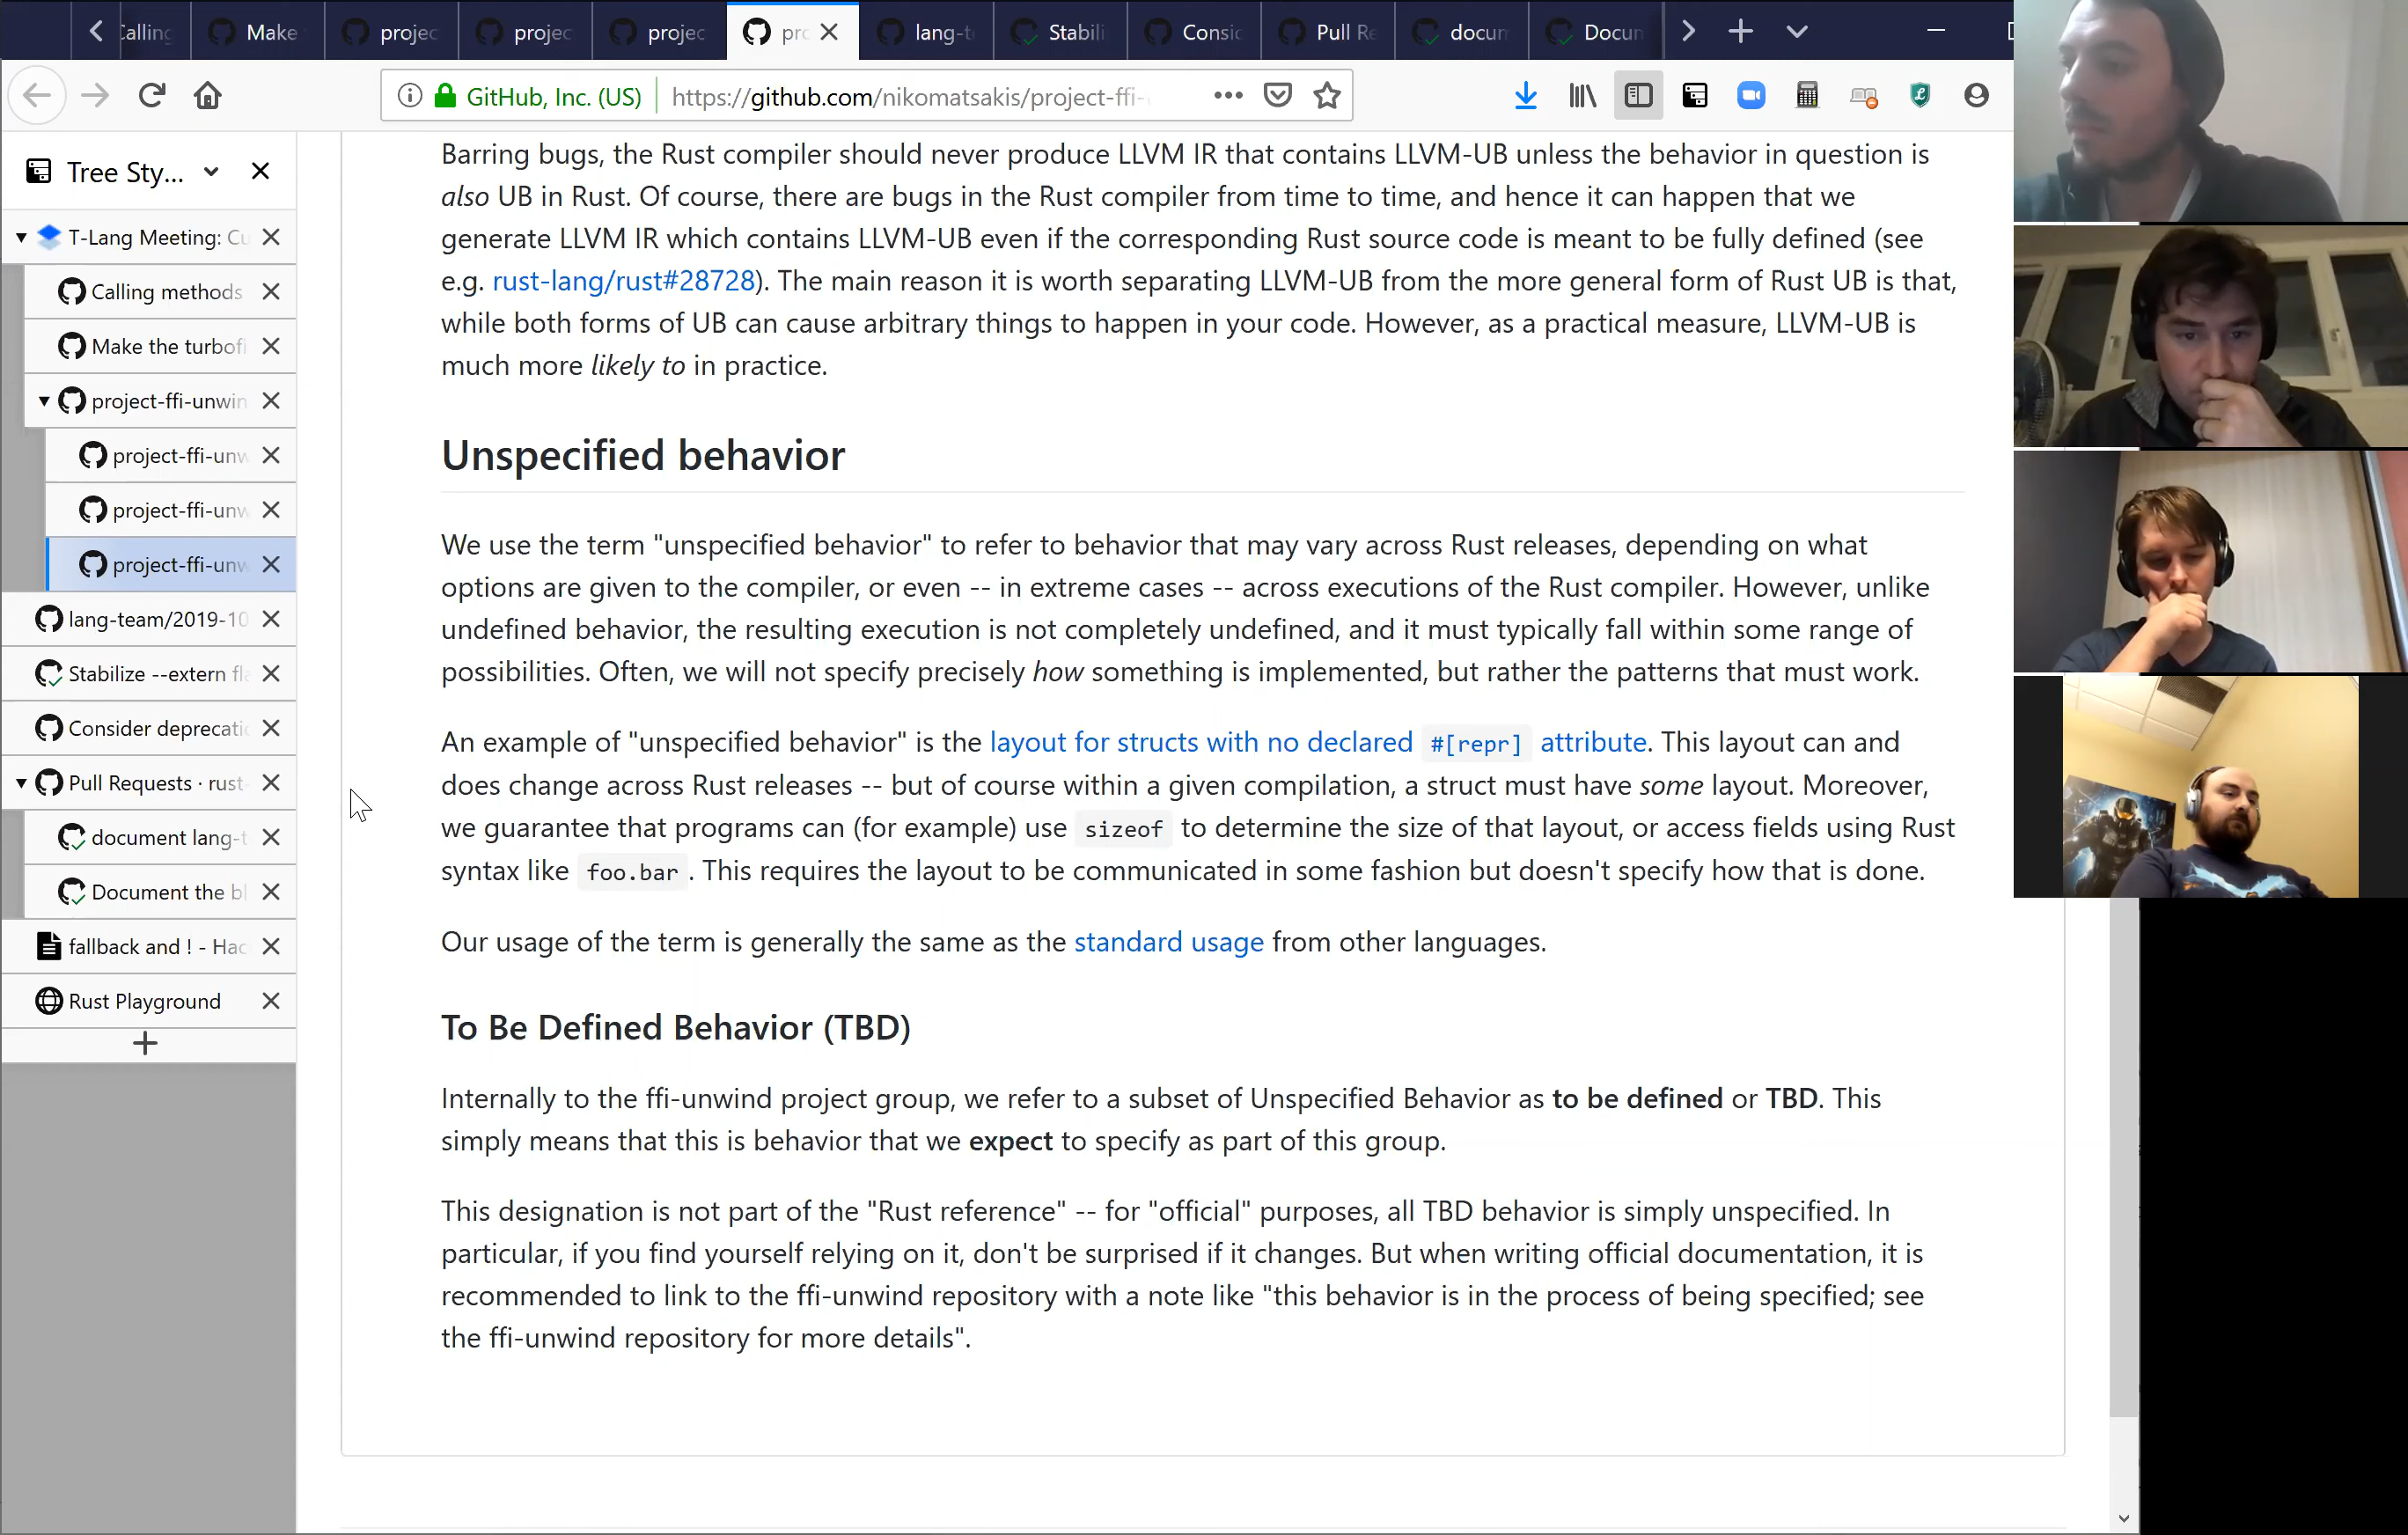 Calling
Make
projec
projec
projec
pro
lang-t
Stabili
Consid
Pull Re
docum
Docun
GitHub, Inc. (US)
https://github.com/nikomatsakis/project-ffi-
Tree Sty...
T-Lang Meeting: Cu
Calling methods
Make the turbofi
project-ffi-unwin
project-ffi-unw
project-ffi-unw
project-ffi-unw
lang-team/2019-10
Stabilize --extern fla
Consider deprecati
Pull Requests · rust-
document lang-t
Document the bl
fallback and ! - Hac
Rust Playground
Barring bugs, the Rust compiler should never produce LLVM IR that contains LLVM-UB unless the behavior in question is
also UB in Rust. Of course, there are bugs in the Rust compiler from time to time, and hence it can happen that we
generate LLVM IR which contains LLVM-UB even if the corresponding Rust source code is meant to be fully defined (see
e.g. rust-lang/rust#28728). The main reason it is worth separating LLVM-UB from the more general form of Rust UB is that,
while both forms of UB can cause arbitrary things to happen in your code. However, as a practical measure, LLVM-UB is
much more likely to in practice.
Unspecified behavior
We use the term "unspecified behavior" to refer to behavior that may vary across Rust releases, depending on what
options are given to the compiler, or even -- in extreme cases -- across executions of the Rust compiler. However, unlike
undefined behavior, the resulting execution is not completely undefined, and it must typically fall within some range of
possibilities. Often, we will not specify precisely how something is implemented, but rather the patterns that must work.
An example of "unspecified behavior" is the layout for structs with no declared #[repr] attribute. This layout can and
does change across Rust releases -- but of course within a given compilation, a struct must have some layout. Moreover,
we guarantee that programs can (for example) use sizeof to determine the size of that layout, or access fields using Rust
syntax like foo.bar . This requires the layout to be communicated in some fashion but doesn't specify how that is done.
Our usage of the term is generally the same as the standard usage from other languages.
To Be Defined Behavior (TBD)
Internally to the ffi-unwind project group, we refer to a subset of Unspecified Behavior as to be defined or TBD. This
simply means that this is behavior that we expect to specify as part of this group.
This designation is not part of the "Rust reference" -- for "official" purposes, all TBD behavior is simply unspecified. In
particular, if you find yourself relying on it, don't be surprised if it changes. But when writing official documentation, it is
recommended to link to the ffi-unwind repository with a note like "this behavior is in the process of being specified; see
the ffi-unwind repository for more details".